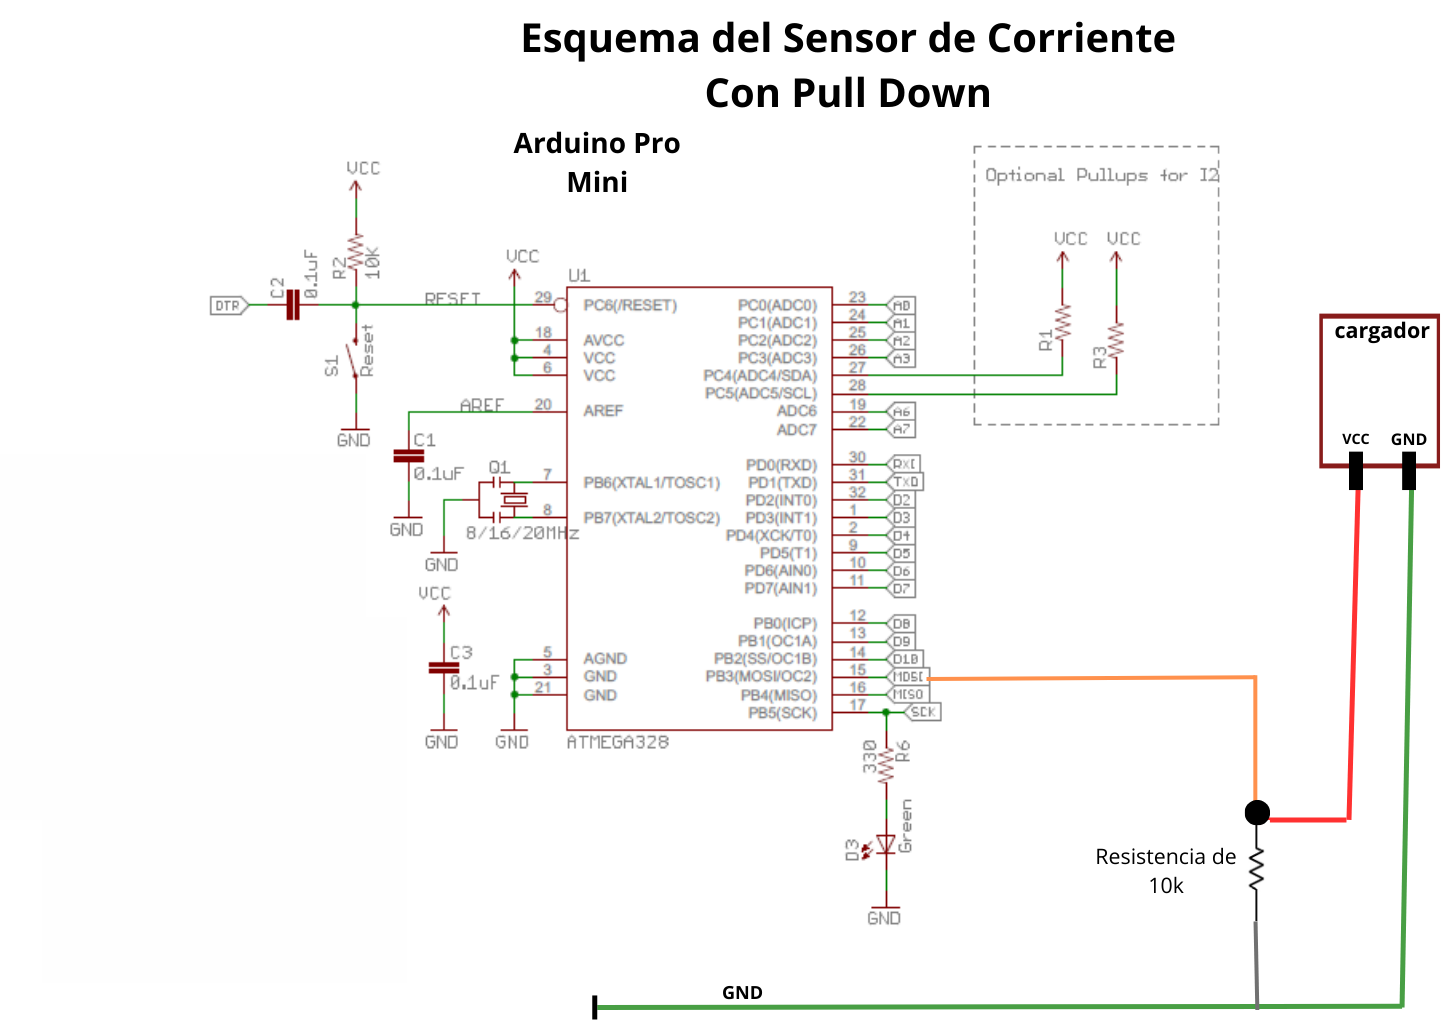 Esquema del Sensor de Corriente
Con Pull Down
Arduino Pro
Mini
VCC
R2
10K
C2
0.1uF
DTR
RESET
S1
Reset
GND
AREF
C1
0.1uF
GND
Q1
8/16/20MHz
GND
VCC
C3
0.1uF
GND
GND
VCC
U1
29 PC6(/RESET)
18 AVCC
4 VCC
6 VCC
20 AREF
7 PB6(XTAL1/TOSC1)
8 PB7(XTAL2/TOSC2)
5 AGND
3 GND
21 GND
PC0(ADC0) 23 A0
PC1(ADC1) 24 A1
PC2(ADC2) 25 A2
PC3(ADC3) 26 A3
PC4(ADC4/SDA) 27
PC5(ADC5/SCL) 28
ADC6 19 A6
ADC7 22 A7
PD0(RXD) 30 RXI
PD1(TXD) 31 TXO
PD2(INT0) 32 D2
PD3(INT1) 1 D3
PD4(XCK/T0) 2 D4
PD5(T1) 9 D5
PD6(AIN0) 10 D6
PD7(AIN1) 11 D7
PB0(ICP) 12 D8
PB1(OC1A) 13 D9
PB2(SS/OC1B) 14 D10
PB3(MOSI/OC2) 15 MOSI
PB4(MISO) 16 MISO
PB5(SCK) 17 SCK
ATMEGA328
330
R6
D3
Green
GND
Optional Pullups for I2
VCC VCC
R1
R3
cargador
VCC GND
Resistencia de
10k
GND